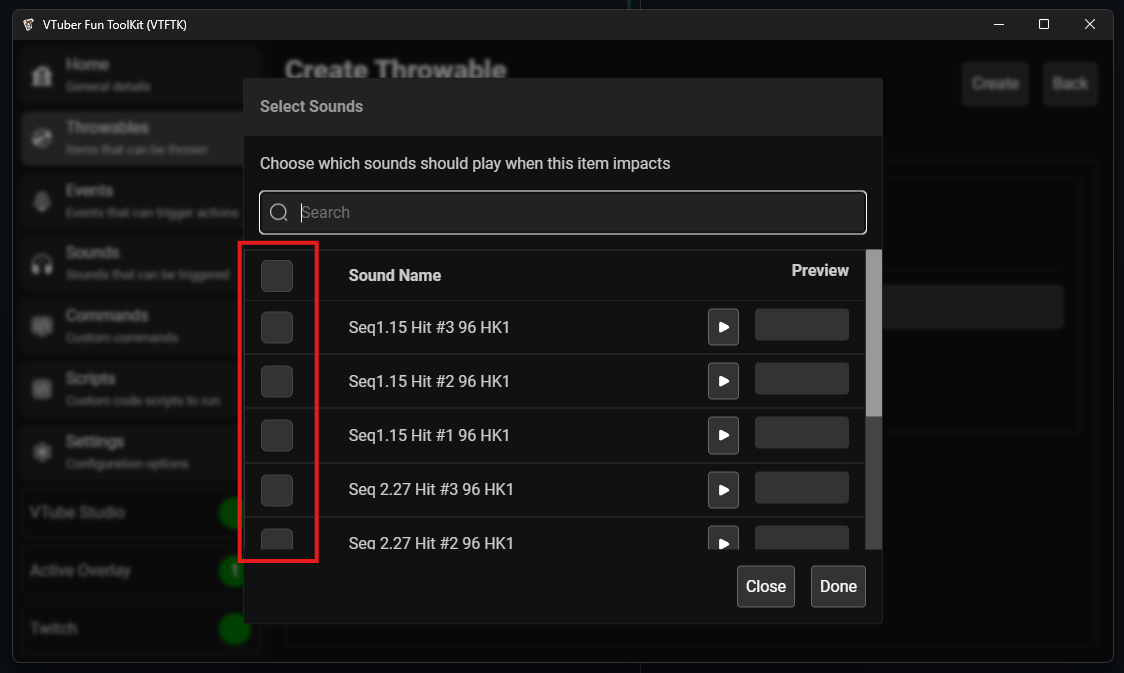 VTuber Fun ToolKit (VTFTK)
Home
General details
Throwables
Items that can be thrown
Events
Events that can trigger actions
Sounds
Sounds that can be triggered
Commands
Custom commands
Scripts
Custom code scripts to run
Settings
Configuration options
VTube Studio
Active Overlay
1
Twitch
Create Throwable
Create
Back
Select Sounds
Choose which sounds should play when this item impacts
Search
Sound Name
Preview
Seq1.15 Hit #3 96 HK1
Seq1.15 Hit #2 96 HK1
Seq1.15 Hit #1 96 HK1
Seq 2.27 Hit #3 96 HK1
Seq 2.27 Hit #2 96 HK1
Close
Done